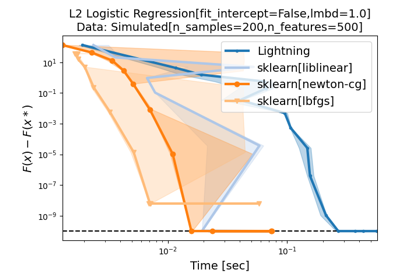 L2 Logistic Regression[fit_intercept=False,lmbd=1.0]
Data: Simulated[n_samples=200,n_features=500]
Lightning
sklearn[liblinear]
sklearn[newton-cg]
sklearn[lbfgs]
F(x) − F(x*)
10¹
10⁻¹
10⁻³
10⁻⁵
10⁻⁷
10⁻⁹
10⁻² 10⁻¹
Time [sec]